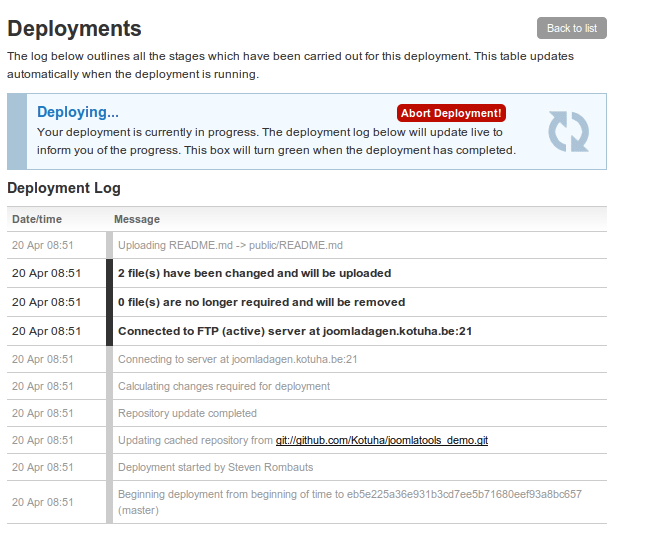 Deployments
Back to list
The log below outlines all the stages which have been carried out for this deployment. This table updates
automatically when the deployment is running.
Deploying...
Abort Deployment!
Your deployment is currently in progress. The deployment log below will update live to
inform you of the progress. This box will turn green when the deployment has completed.
Deployment Log
Date/time Message
20 Apr 08:51 Uploading README.md -> public/README.md
20 Apr 08:51 2 file(s) have been changed and will be uploaded
20 Apr 08:51 0 file(s) are no longer required and will be removed
20 Apr 08:51 Connected to FTP (active) server at joomladagen.kotuha.be:21
20 Apr 08:51 Connecting to server at joomladagen.kotuha.be:21
20 Apr 08:51 Calculating changes required for deployment
20 Apr 08:51 Repository update completed
20 Apr 08:51 Updating cached repository from git://github.com/Kotuha/joomlatools_demo.git
20 Apr 08:51 Deployment started by Steven Rombauts
20 Apr 08:51 Beginning deployment from beginning of time to eb5e225a36e931b3cd7ee5b71680eef93a8bc657
(master)